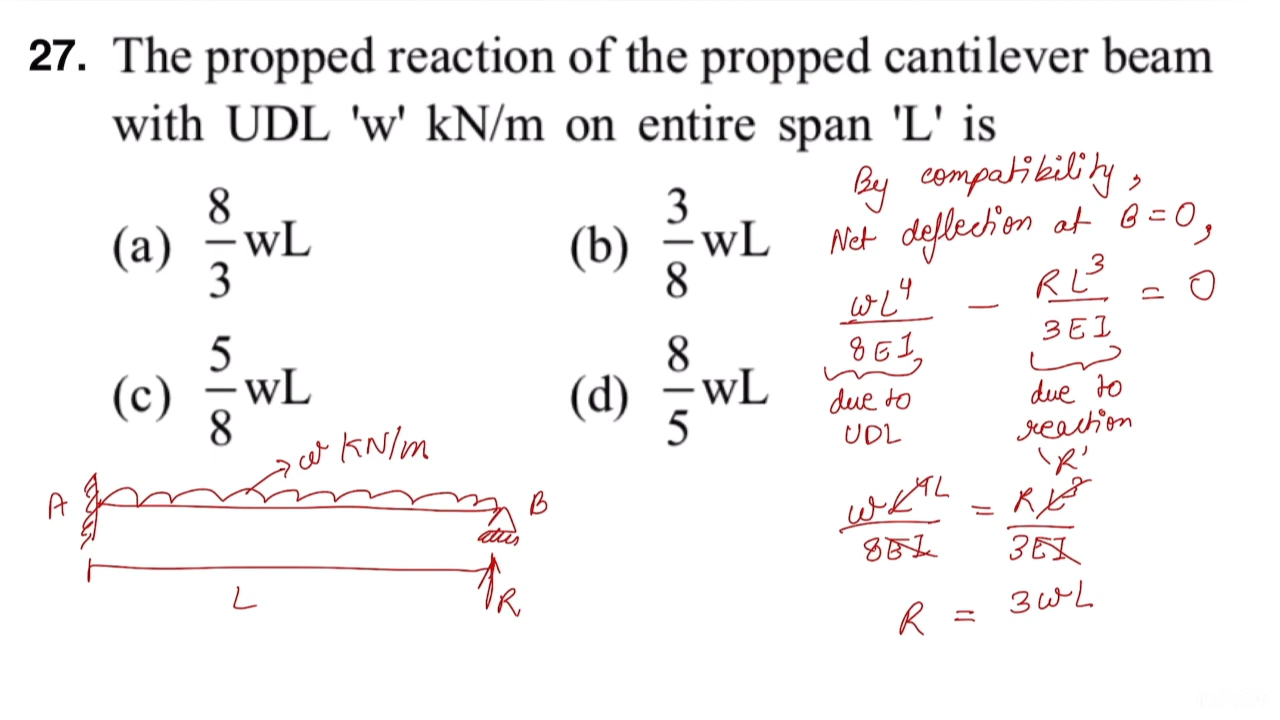 27. The propped reaction of the propped cantilever beam
with UDL 'w' kN/m on entire span 'L' is
(a) 8/3 wL
(b) 3/8 wL
(c) 5/8 wL
(d) 8/5 wL
By compatibility,
Net deflection at B = 0,
wL⁴/8EI - RL³/3EI = 0
due to UDL
due to reaction 'R'
wL⁴ L/8EI = RL³/3EI
R = 3wL
w KN/m
A
B
L
R